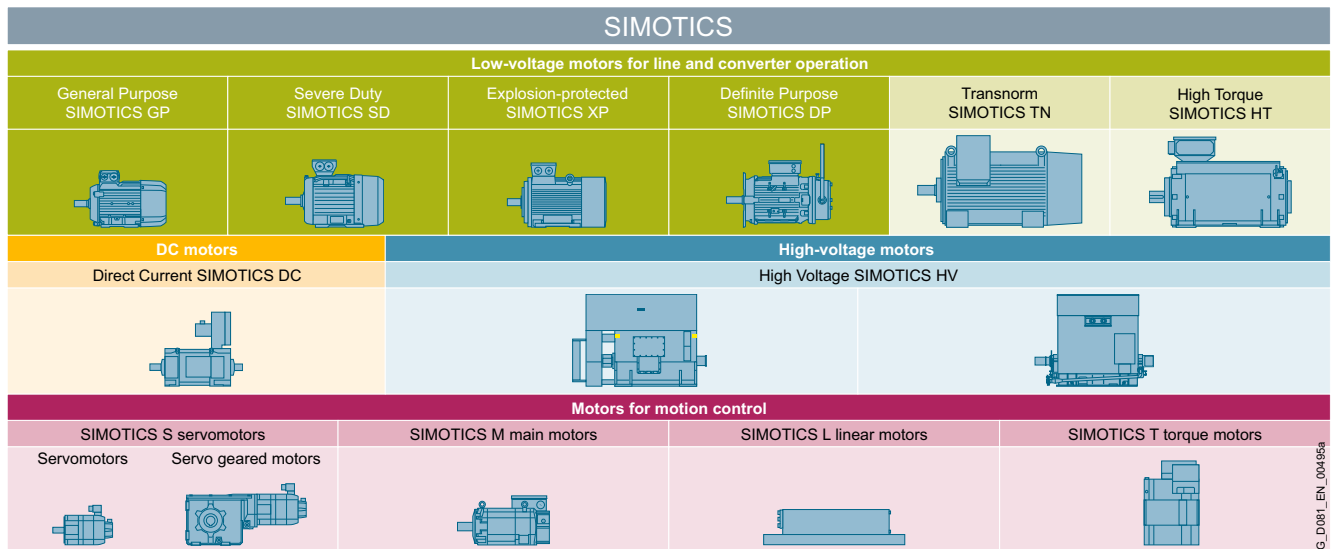 SIMOTICS
Low-voltage motors for line and converter operation
General Purpose
SIMOTICS GP
Severe Duty
SIMOTICS SD
Explosion-protected
SIMOTICS XP
Definite Purpose
SIMOTICS DP
Transnorm
SIMOTICS TN
High Torque
SIMOTICS HT
DC motors
High-voltage motors
Direct Current SIMOTICS DC
High Voltage SIMOTICS HV
Motors for motion control
SIMOTICS S servomotors
SIMOTICS M main motors
SIMOTICS L linear motors
SIMOTICS T torque motors
Servomotors
Servo geared motors
G_D081_EN_00495a